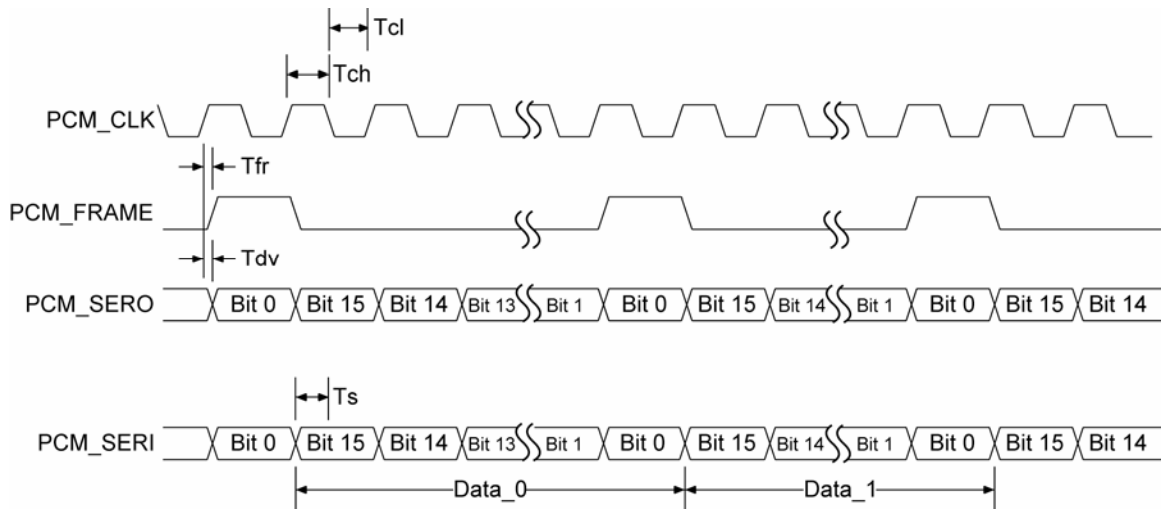 Tcl
Tch
PCM_CLK
Tfr
PCM_FRAME
Tdv
PCM_SERO Bit 0 Bit 15 Bit 14 Bit 13 Bit 1 Bit 0 Bit 15 Bit 14 Bit 1 Bit 0 Bit 15 Bit 14
Ts
PCM_SERI Bit 0 Bit 15 Bit 14 Bit 13 Bit 1 Bit 0 Bit 15 Bit 14 Bit 1 Bit 0 Bit 15 Bit 14
Data_0 Data_1